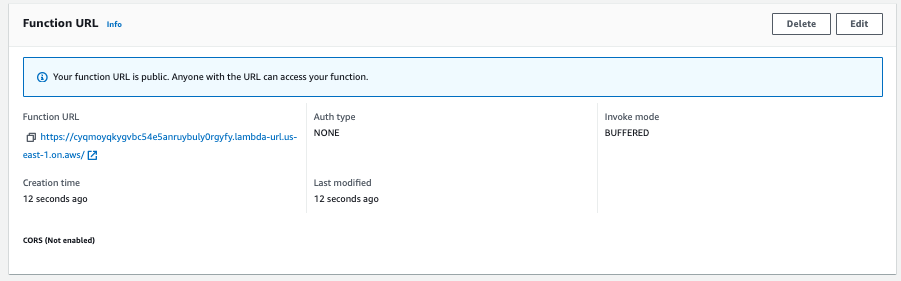 Function URL Info Delete Edit
Your function URL is public. Anyone with the URL can access your function.
Function URL
https://cyqmoyqkygvbc54e5anruybuly0rgyfy.lambda-url.us-
east-1.on.aws/
Auth type
NONE
Invoke mode
BUFFERED
Creation time
12 seconds ago
Last modified
12 seconds ago
CORS (Not enabled)